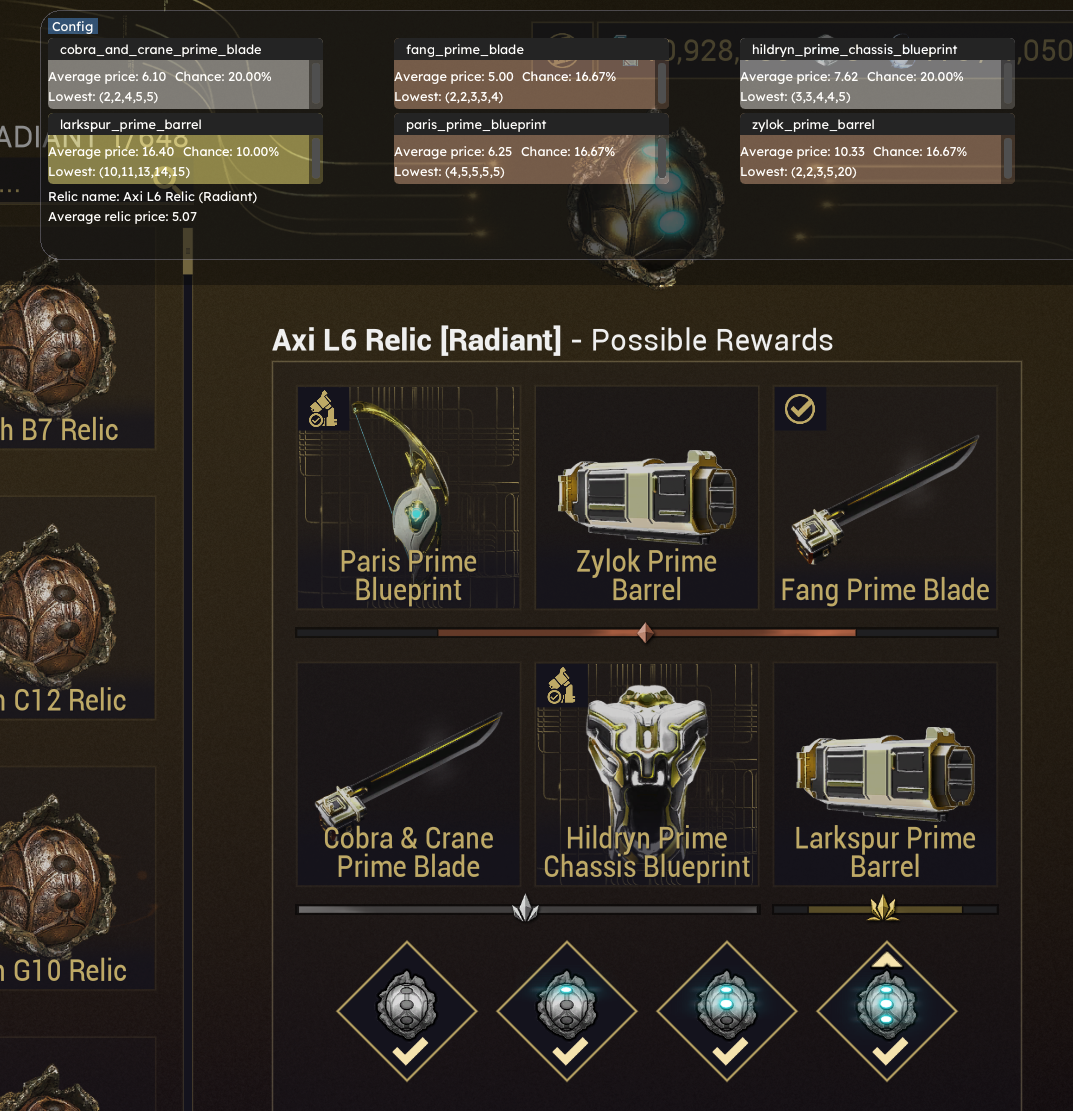 Config
cobra_and_crane_prime_blade
Average price: 6.10 Chance: 20.00%
Lowest: (2,2,4,5,5)
fang_prime_blade
Average price: 5.00 Chance: 16.67%
Lowest: (2,2,3,3,4)
hildryn_prime_chassis_blueprint
Average price: 7.62 Chance: 20.00%
Lowest: (3,3,4,4,5)
larkspur_prime_barrel
Average price: 16.40 Chance: 10.00%
Lowest: (10,11,13,14,15)
paris_prime_blueprint
Average price: 6.25 Chance: 16.67%
Lowest: (4,5,5,5,5)
zylok_prime_barrel
Average price: 10.33 Chance: 16.67%
Lowest: (2,2,3,5,20)
Relic name: Axi L6 Relic (Radiant)
Average relic price: 5.07
0,928,
,050
ADIANT 17648
...
h B7 Relic
C12 Relic
G10 Relic
Axi L6 Relic [Radiant] - Possible Rewards
Paris Prime
Blueprint
Zylok Prime
Barrel
Fang Prime Blade
Cobra & Crane
Prime Blade
Hildryn Prime
Chassis Blueprint
Larkspur Prime
Barrel